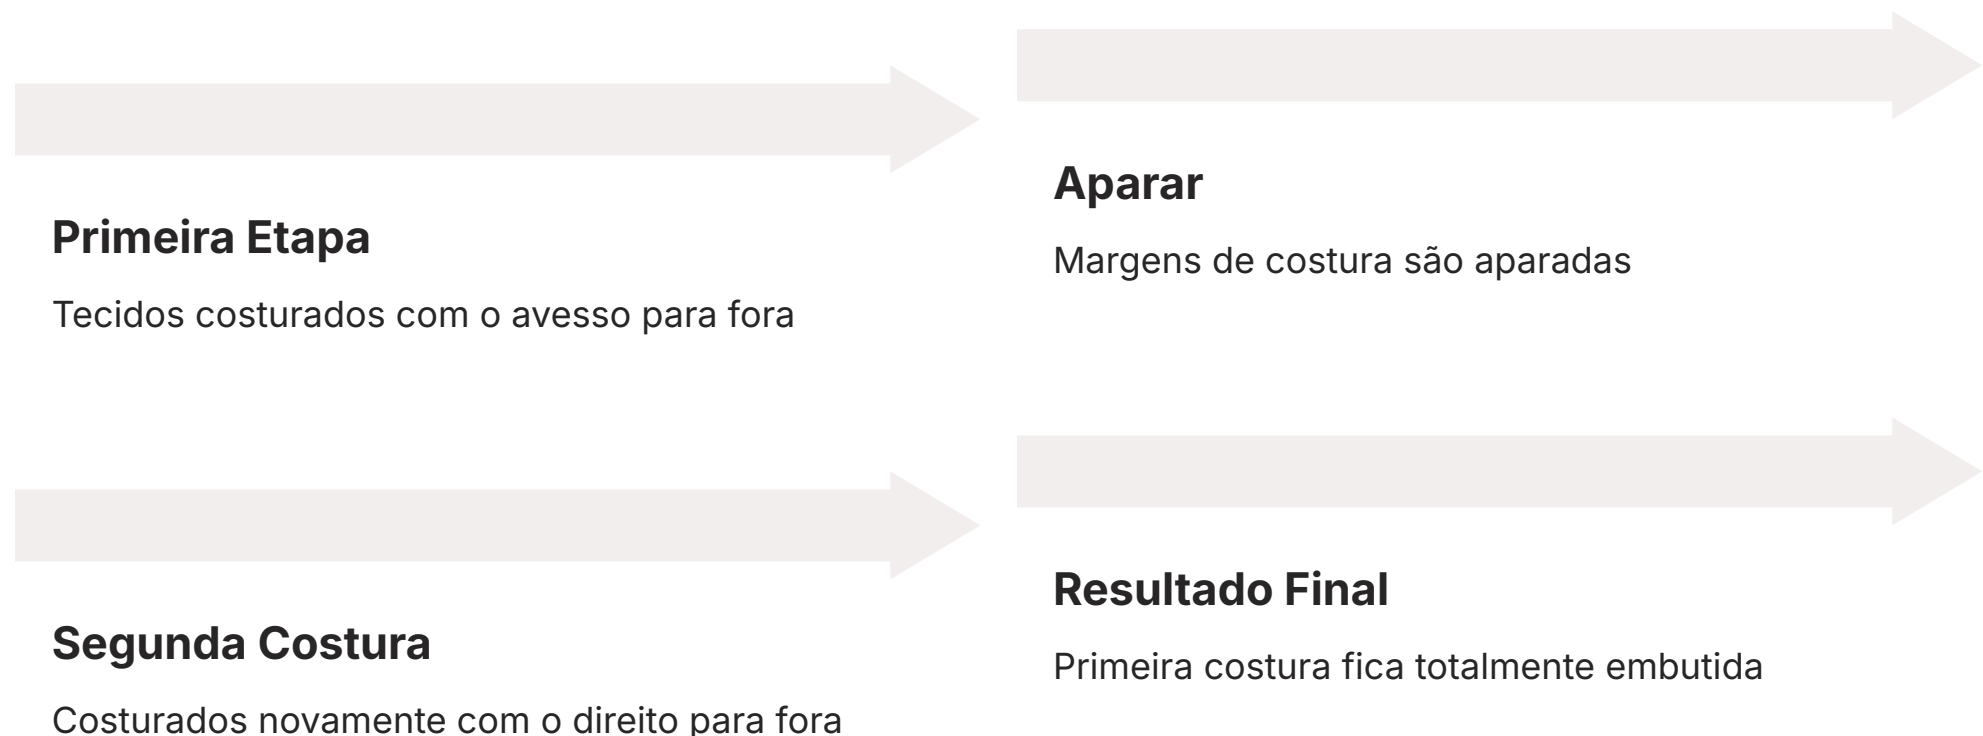 Primeira Etapa
Tecidos costurados com o avesso para fora
Aparar
Margens de costura são aparadas
Segunda Costura
Costurados novamente com o direito para fora
Resultado Final
Primeira costura fica totalmente embutida